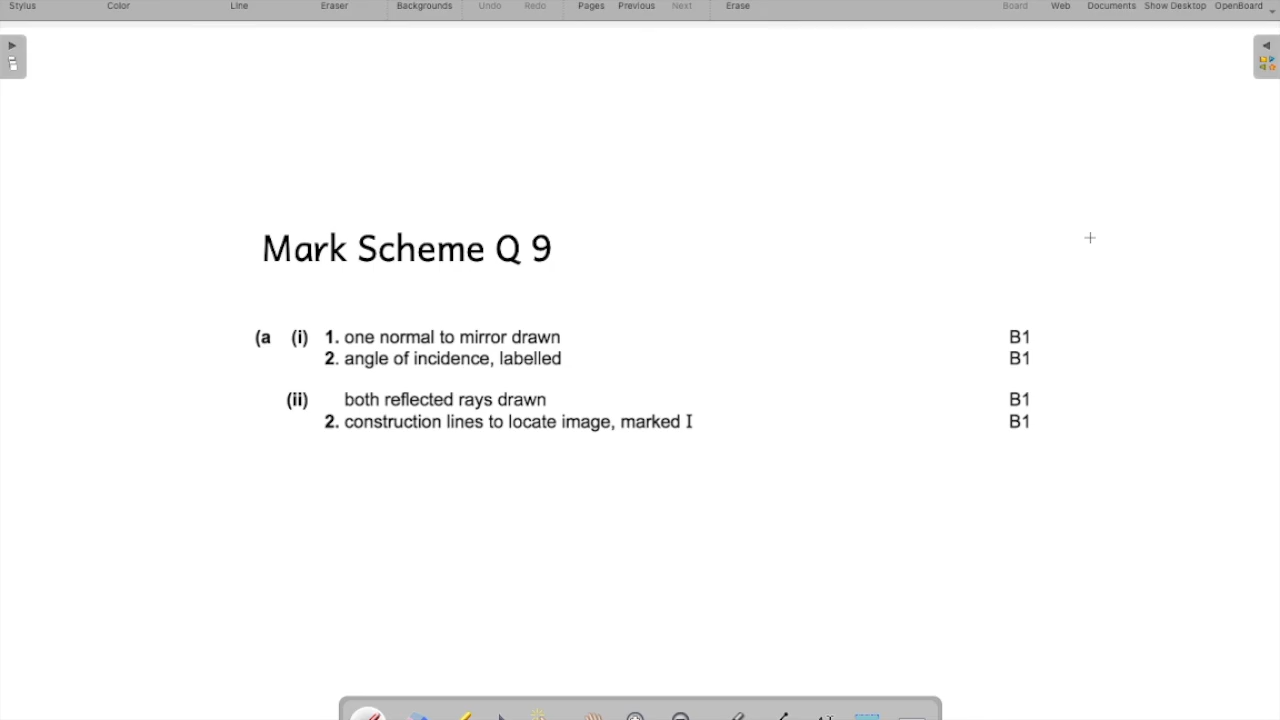 Stylus Color Line Eraser Backgrounds Undo Redo Pages Previous Next Erase Board Web Documents Show Desktop OpenBoard
Mark Scheme Q 9
(a (i) 1. one normal to mirror drawn B1
2. angle of incidence, labelled B1
(ii) both reflected rays drawn B1
2. construction lines to locate image, marked I B1